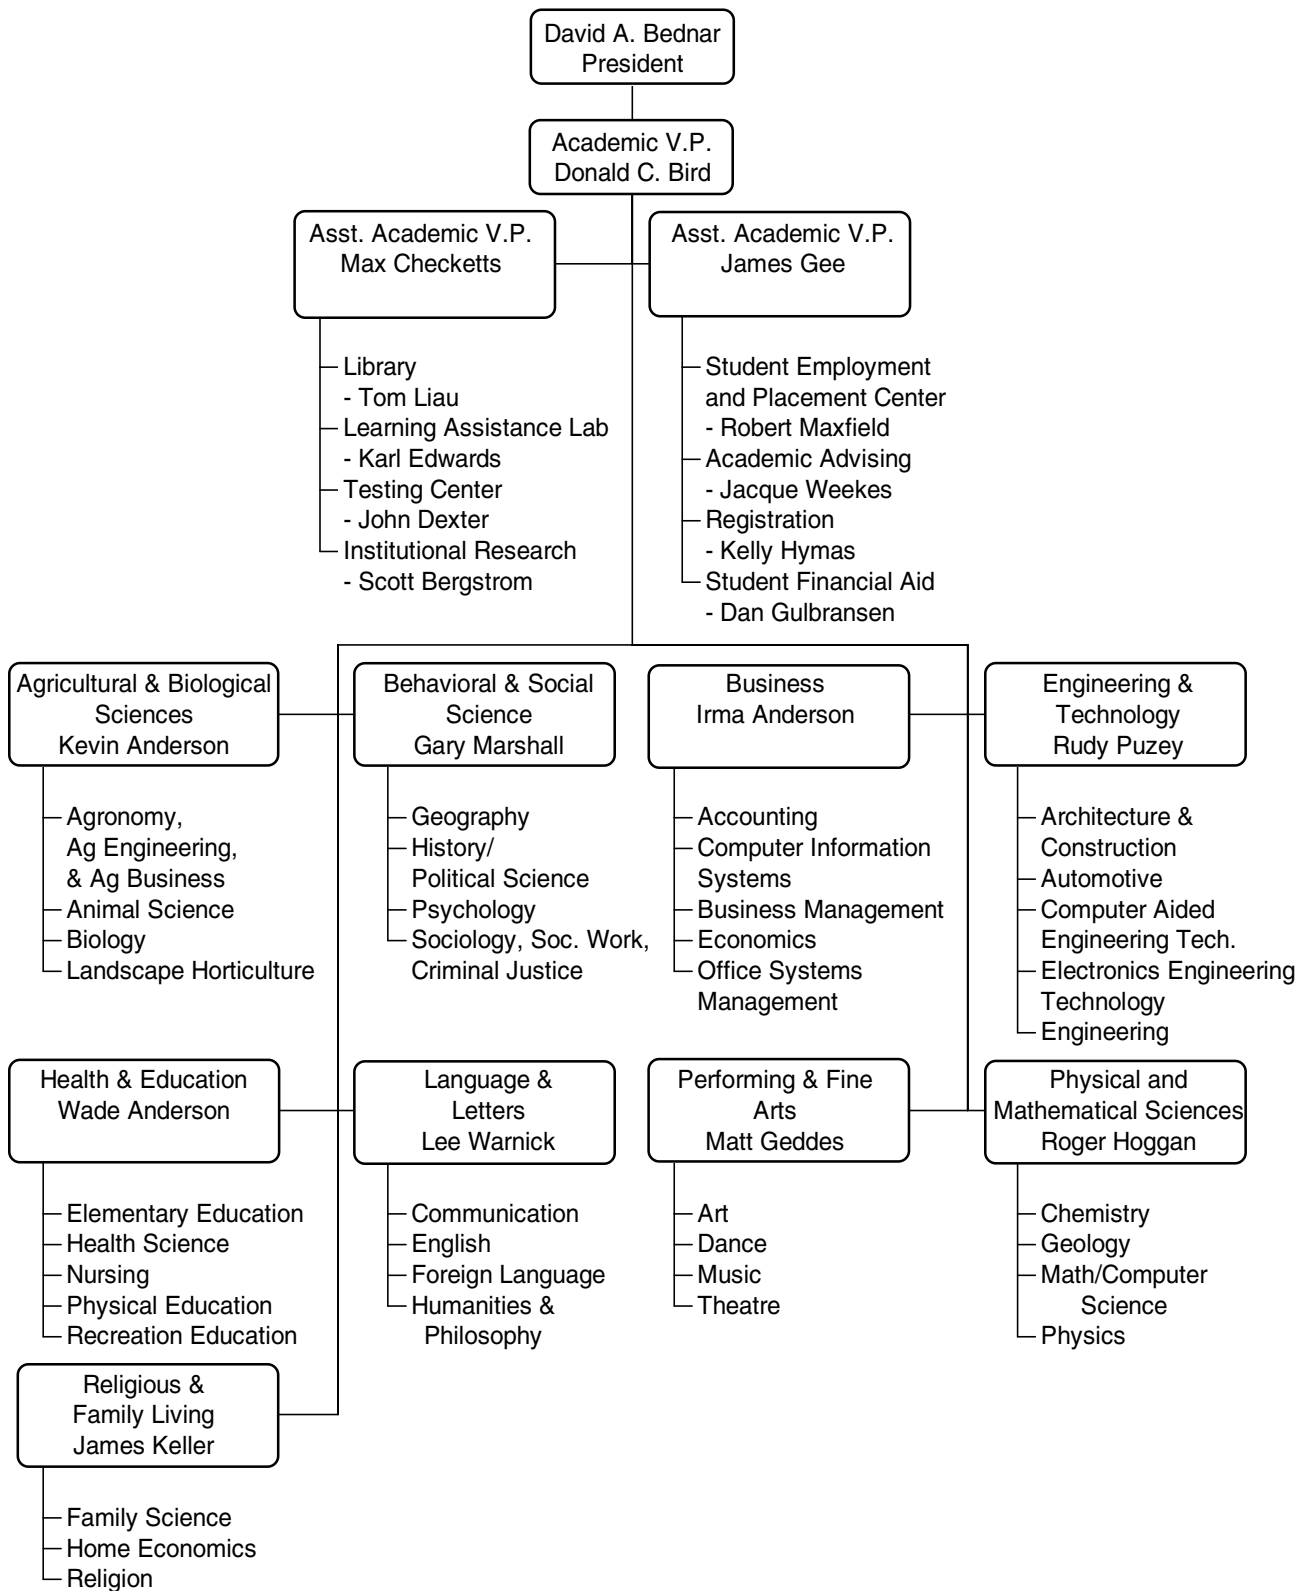 David A. Bednar
President
Academic V.P.
Donald C. Bird
Asst. Academic V.P.
Max Checketts
Asst. Academic V.P.
James Gee
Library
- Tom Liau
Learning Assistance Lab
- Karl Edwards
Testing Center
- John Dexter
Institutional Research
- Scott Bergstrom
Student Employment
and Placement Center
- Robert Maxfield
Academic Advising
- Jacque Weekes
Registration
- Kelly Hymas
Student Financial Aid
- Dan Gulbransen
Agricultural & Biological
Sciences
Kevin Anderson
Agronomy,
Ag Engineering,
& Ag Business
Animal Science
Biology
Landscape Horticulture
Behavioral & Social
Science
Gary Marshall
Geography
History/
Political Science
Psychology
Sociology, Soc. Work,
Criminal Justice
Business
Irma Anderson
Accounting
Computer Information
Systems
Business Management
Economics
Office Systems
Management
Engineering &
Technology
Rudy Puzey
Architecture &
Construction
Automotive
Computer Aided
Engineering Tech.
Electronics Engineering
Technology
Engineering
Health & Education
Wade Anderson
Elementary Education
Health Science
Nursing
Physical Education
Recreation Education
Language &
Letters
Lee Warnick
Communication
English
Foreign Language
Humanities &
Philosophy
Performing & Fine
Arts
Matt Geddes
Art
Dance
Music
Theatre
Physical and
Mathematical Sciences
Roger Hoggan
Chemistry
Geology
Math/Computer
Science
Physics
Religious &
Family Living
James Keller
Family Science
Home Economics
Religion